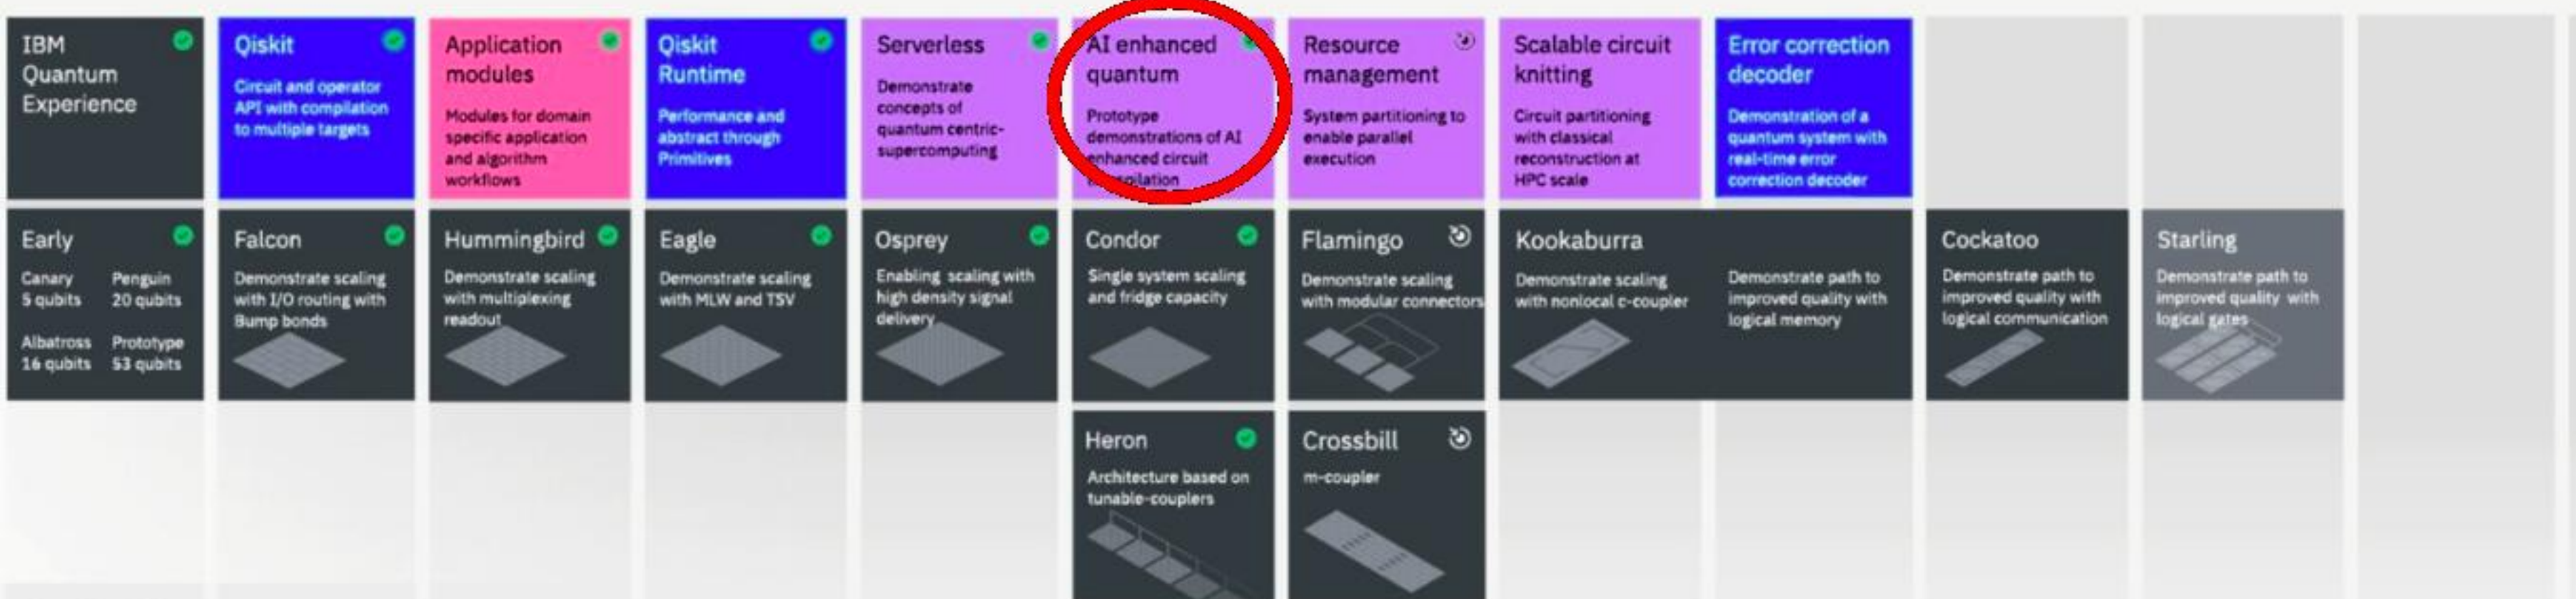 IBM
Quantum
Experience
Qiskit
Circuit and operator
API with compilation
to multiple targets
Application
modules
Modules for domain
specific application
and algorithm
workflows
Qiskit
Runtime
Performance and
abstract through
Primitives
Serverless
Demonstrate
concepts of
quantum centric-
supercomputing
AI enhanced
quantum
Prototype
demonstrations of AI
enhanced circuit
Resource
management
System partitioning to
enable parallel
execution
Scalable circuit
knitting
Circuit partitioning
with classical
reconstruction at
HPC scale
Error correction
decoder
Demonstration of a
quantum system with
real-time error
correction decoder
Early
Canary
5 qubits
Penguin
20 qubits
Albatross
16 qubits
Prototype
53 qubits
Falcon
Demonstrate scaling
with I/O routing with
Bump bonds
Hummingbird
Demonstrate scaling
with multiplexing
readout
Eagle
Demonstrate scaling
with MLW and TSV
Osprey
Enabling scaling with
high density signal
delivery
Condor
Single system scaling
and fridge capacity
Flamingo
Demonstrate scaling
with modular connectors
Kookaburra
Demonstrate scaling
with nonlocal c-coupler
Demonstrate path to
improved quality with
logical memory
Cockatoo
Demonstrate path to
improved quality with
logical communication
Starling
Demonstrate path to
improved quality with
logical gates
Heron
Architecture based on
tunable-couplers
Crossbill
m-coupler